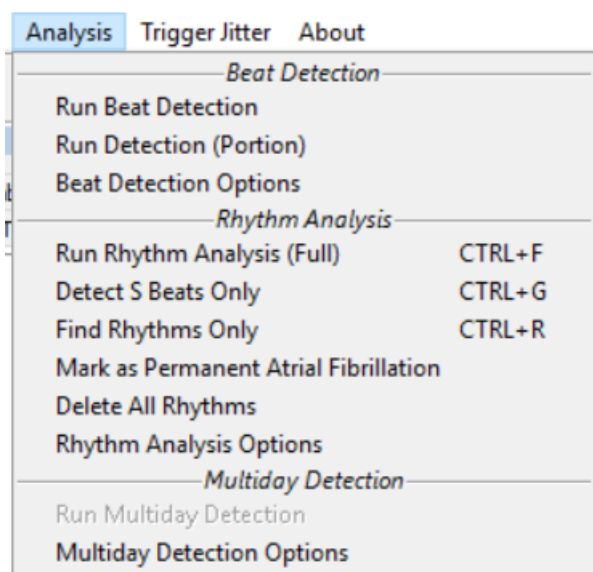 Analysis Trigger Jitter About
Beat Detection
Run Beat Detection
Run Detection (Portion)
Beat Detection Options
Rhythm Analysis
Run Rhythm Analysis (Full) CTRL+F
Detect S Beats Only CTRL+G
Find Rhythms Only CTRL+R
Mark as Permanent Atrial Fibrillation
Delete All Rhythms
Rhythm Analysis Options
Multiday Detection
Run Multiday Detection
Multiday Detection Options